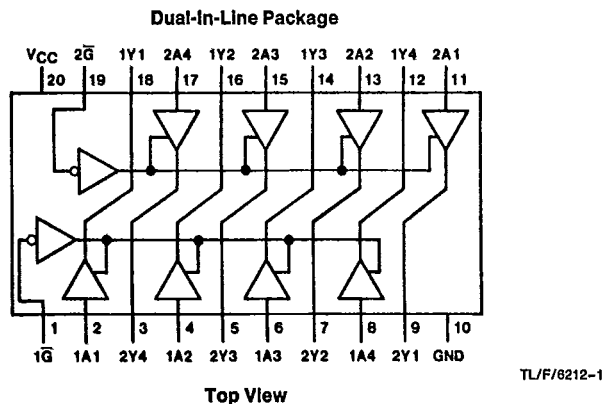 Dual-In-Line Package
VCC 2G̅ 1Y1 2A4 1Y2 2A3 1Y3 2A2 1Y4 2A1
20 19 18 17 16 15 14 13 12 11
1 2 3 4 5 6 7 8 9 10
1G̅ 1A1 2Y4 1A2 2Y3 1A3 2Y2 1A4 2Y1 GND
TL/F/6212-1
Top View